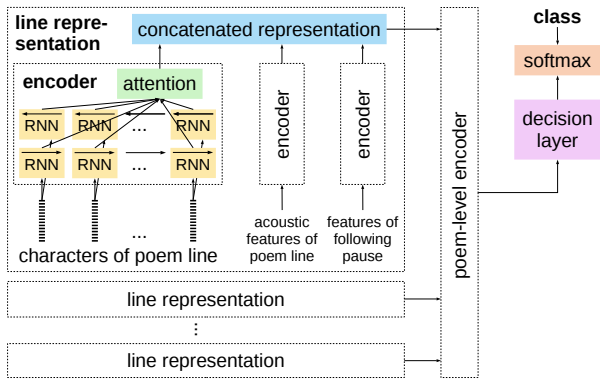 line repre-
sentation
concatenated representation
encoder
attention
RNN RNN ... RNN
RNN RNN ... RNN
...
characters of poem line
encoder
acoustic
features of
poem line
encoder
features of
following
pause
line representation
...
line representation
poem-level encoder
class
softmax
decision
layer